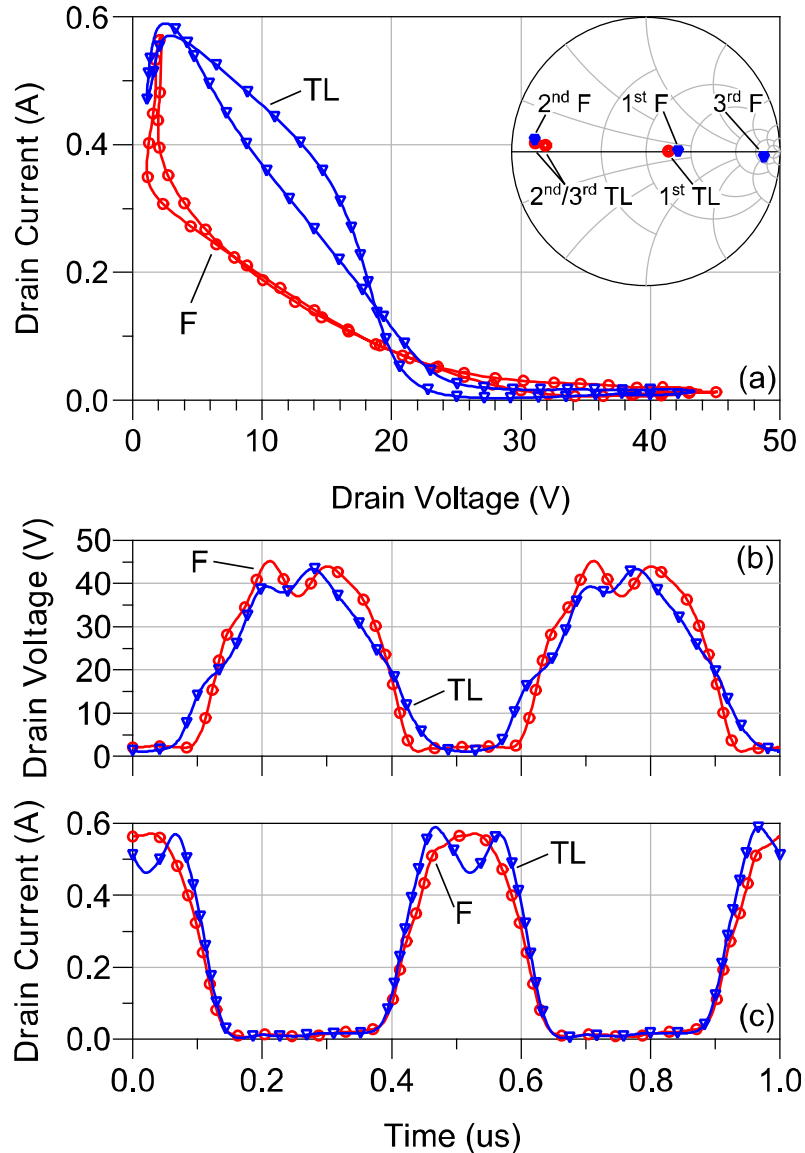 0.6
0.4
0.2
0.0
Drain Current (A)
TL
F
2nd F
1st F
3rd F
2nd/3rd TL
1st TL
(a)
0
10
20
30
40
50
Drain Voltage (V)
50
40
30
20
10
0
Drain Voltage (V)
F
TL
(b)
0.6
0.4
0.2
0.0
Drain Current (A)
TL
F
(c)
0.0
0.2
0.4
0.6
0.8
1.0
Time (us)